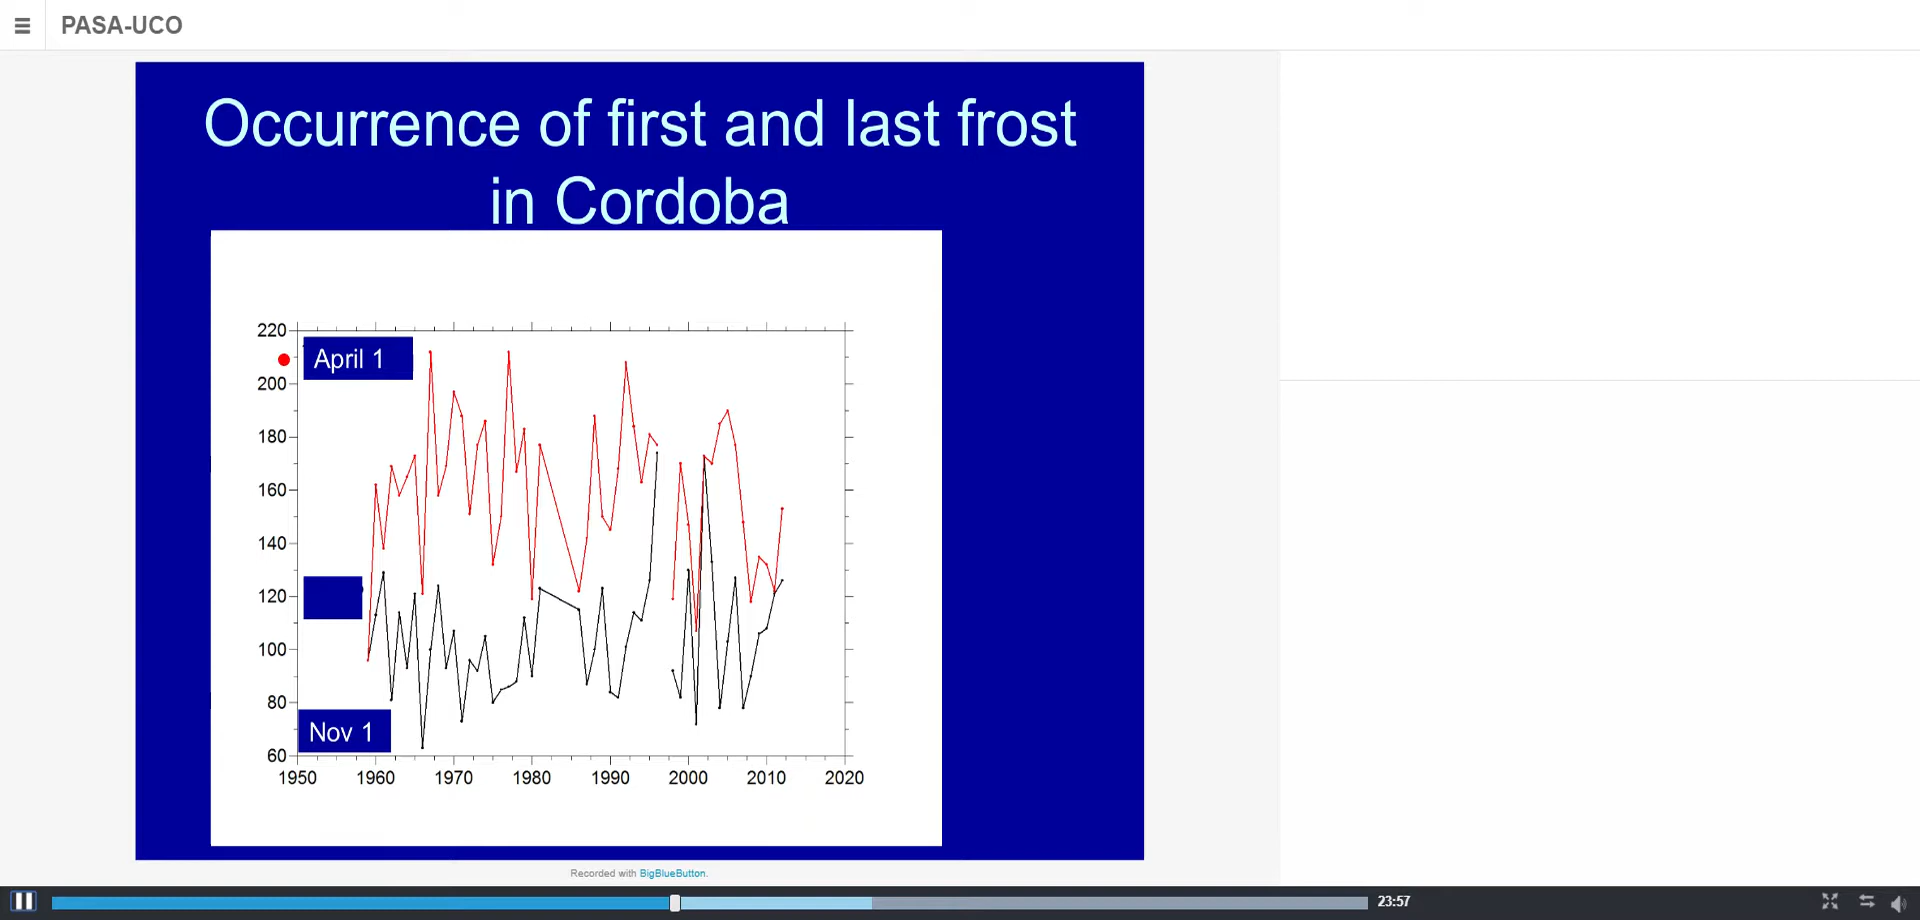 PASA-UCO
Occurrence of first and last frost
in Cordoba
220
April 1
200
180
160
140
120
100
80
Nov 1
60
1950 1960 1970 1980 1990 2000 2010 2020
Recorded with BigBlueButton.
23:57